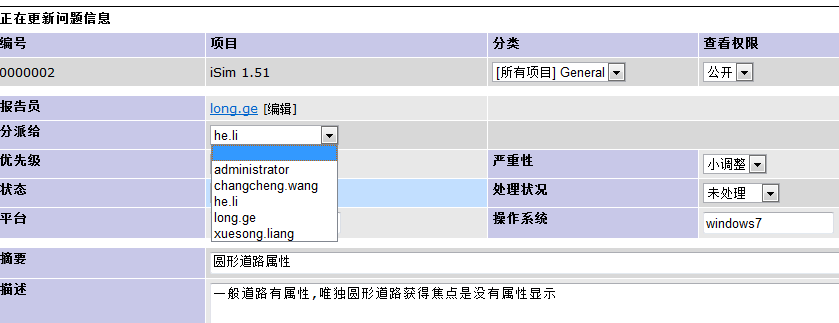 正在更新问题信息
编号 项目 分类 查看权限
0000002 iSim 1.51 [所有项目] General 公开
报告员 long.ge [编辑]
分派给 he.li
优先级 严重性 小调整
administrator
状态 changcheng.wang 处理状况 未处理
he.li
平台 long.ge 操作系统 windows7
xuesong.liang
摘要 圆形道路属性
描述 一般道路有属性,唯独圆形道路获得焦点是没有属性显示